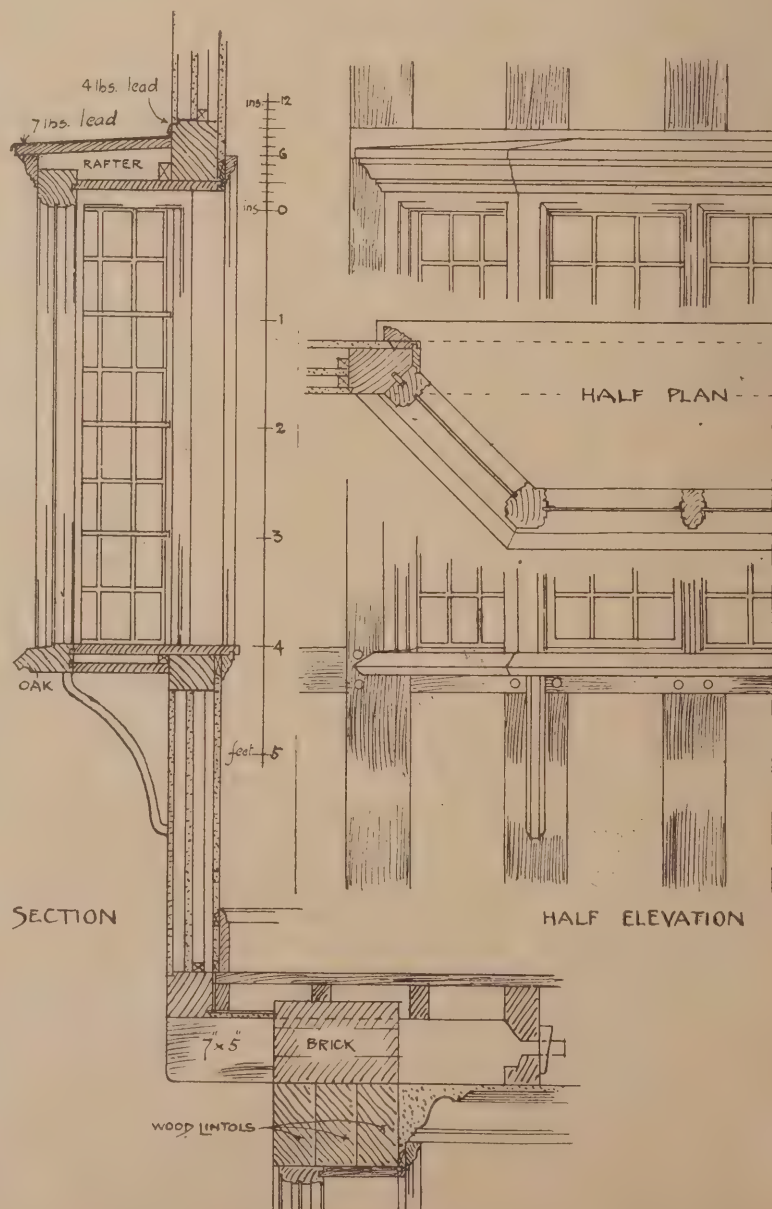 4 lbs. lead
7 lbs. lead
RAFTER
ins. 12
6
ins. 0
1
HALF PLAN
2
3
4
OAK
feet 5
SECTION
HALF ELEVATION
7" x 5"
BRICK
WOOD LINTOLS